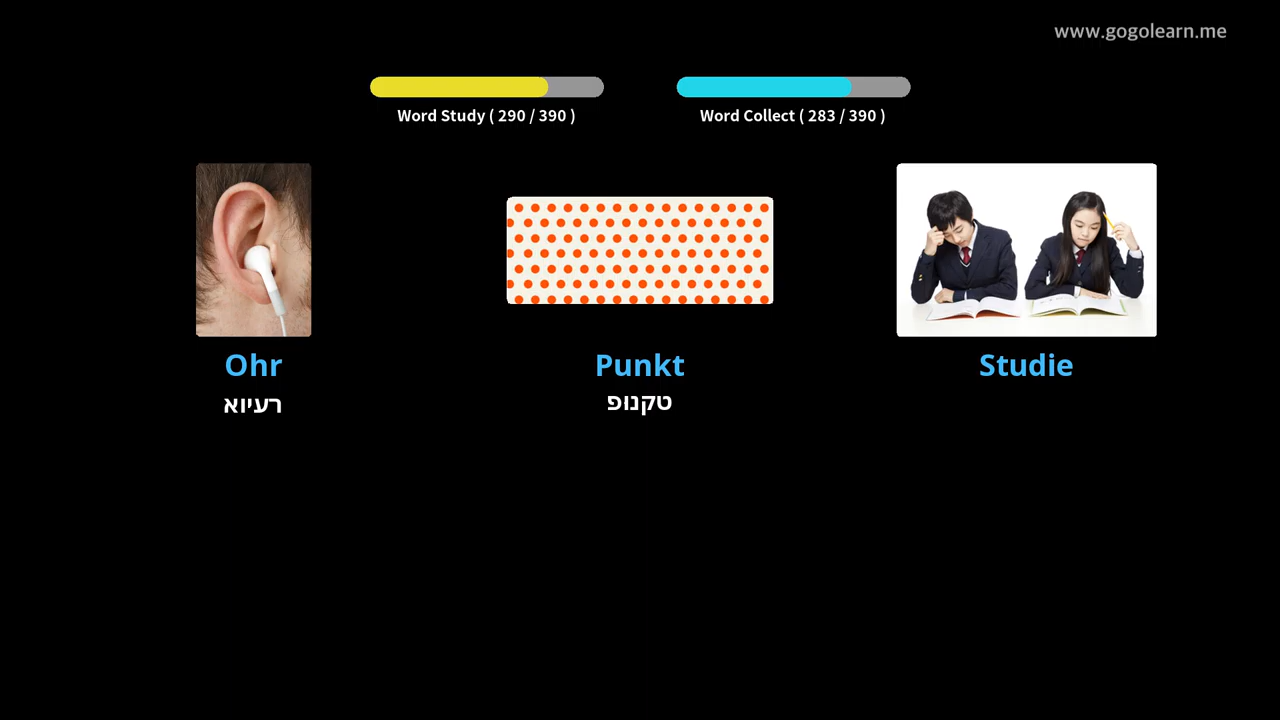 www.gogolearn.me
Word Study ( 290 / 390 )
Word Collect ( 283 / 390 )
Ohr
רעיוא
Punkt
טקנופ
Studie